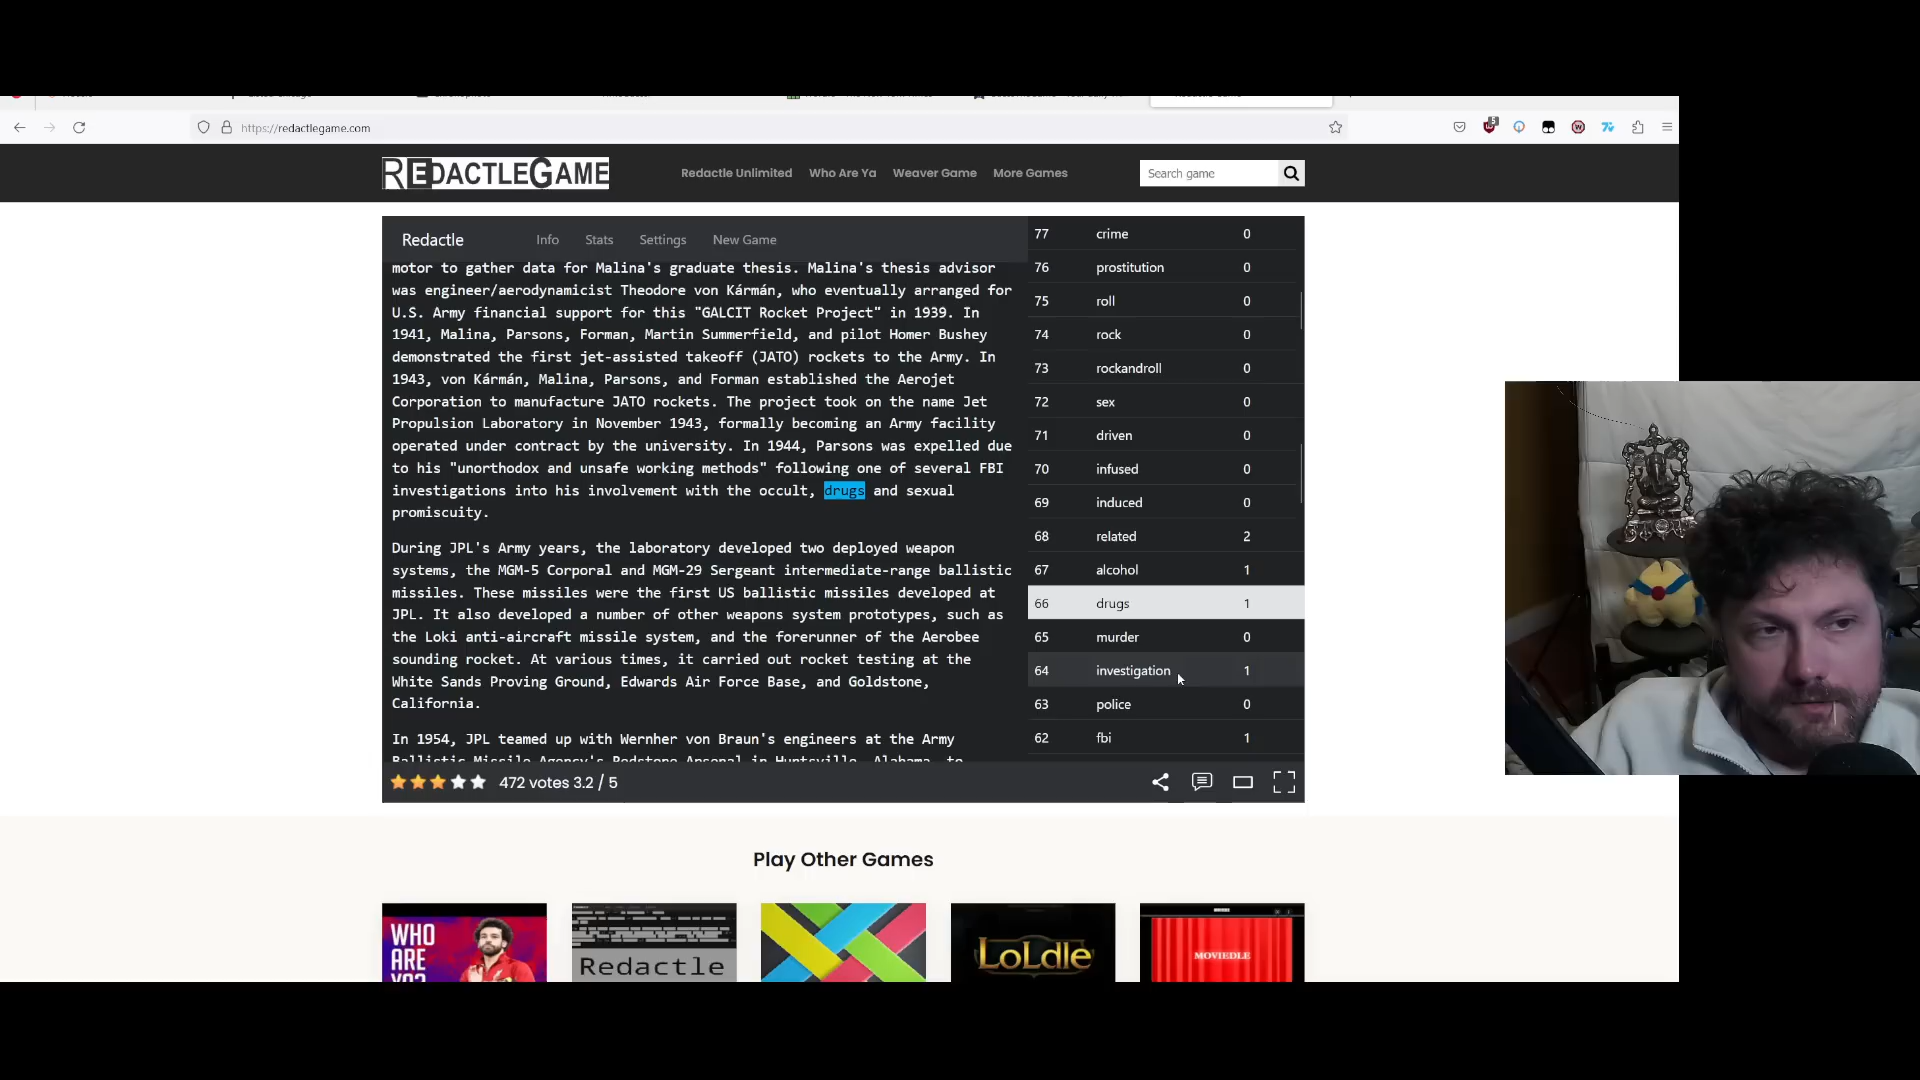 https://redactlegame.com
REDACTLEGAME
Redactle Unlimited
Who Are Ya
Weaver Game
More Games
Search game
Redactle
Info
Stats
Settings
New Game
motor to gather data for Malina's graduate thesis. Malina's thesis advisor
was engineer/aerodynamicist Theodore von Kármán, who eventually arranged for
U.S. Army financial support for this "GALCIT Rocket Project" in 1939. In
1941, Malina, Parsons, Forman, Martin Summerfield, and pilot Homer Bushey
demonstrated the first jet-assisted takeoff (JATO) rockets to the Army. In
1943, von Kármán, Malina, Parsons, and Forman established the Aerojet
Corporation to manufacture JATO rockets. The project took on the name Jet
Propulsion Laboratory in November 1943, formally becoming an Army facility
operated under contract by the university. In 1944, Parsons was expelled due
to his "unorthodox and unsafe working methods" following one of several FBI
investigations into his involvement with the occult, drugs and sexual
promiscuity.
During JPL's Army years, the laboratory developed two deployed weapon
systems, the MGM-5 Corporal and MGM-29 Sergeant intermediate-range ballistic
missiles. These missiles were the first US ballistic missiles developed at
JPL. It also developed a number of other weapons system prototypes, such as
the Loki anti-aircraft missile system, and the forerunner of the Aerobee
sounding rocket. At various times, it carried out rocket testing at the
White Sands Proving Ground, Edwards Air Force Base, and Goldstone,
California.
In 1954, JPL teamed up with Wernher von Braun's engineers at the Army
Ballistic Missile Agency's Redstone Arsenal in Huntsville, Alabama, to
77 crime 0
76 prostitution 0
75 roll 0
74 rock 0
73 rockandroll 0
72 sex 0
71 driven 0
70 infused 0
69 induced 0
68 related 2
67 alcohol 1
66 drugs 1
65 murder 0
64 investigation 1
63 police 0
62 fbi 1
472 votes 3.2 / 5
Play Other Games
WHO
ARE
YA?
Redactle
LoLdle
MOVIEDLE